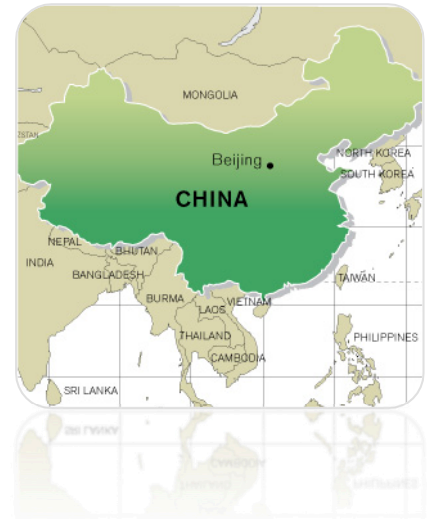 MONGOLIA
ZSTAN
Beijing
NORTH KOREA
SOUTH KOREA
CHINA
NEPAL
BHUTAN
INDIA
BANGLADESH
TAIWAN
BURMA
VIETNAM
LAOS
THAILAND
PHILIPPINES
CAMBODIA
SRI LANKA